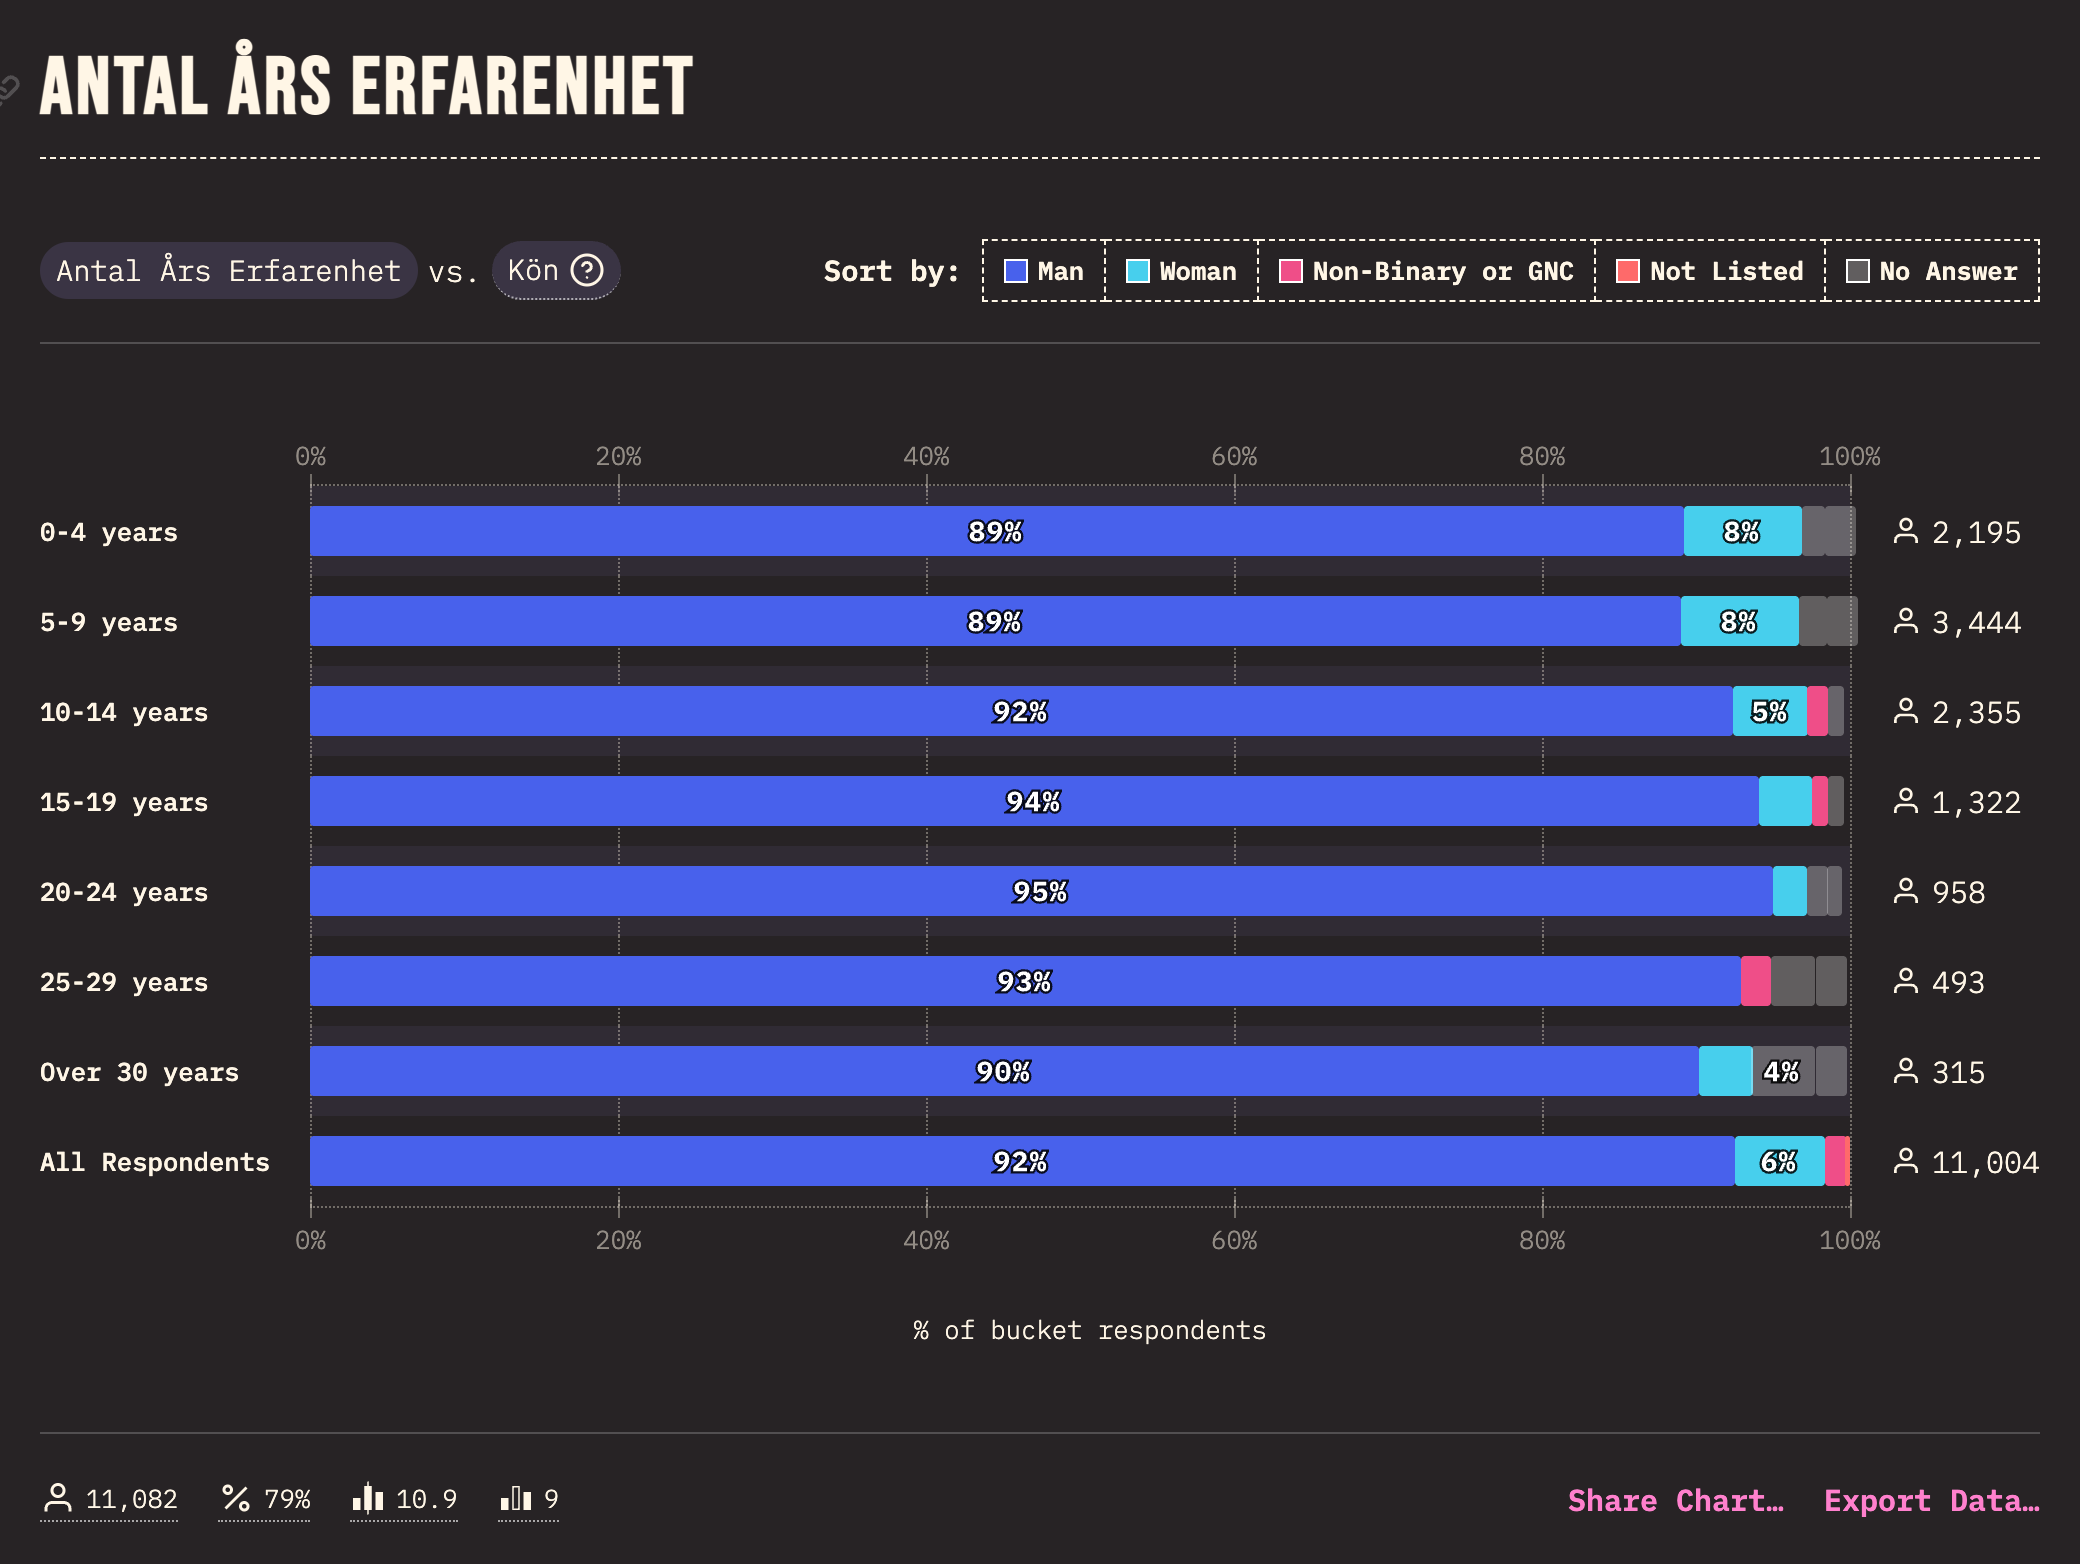 ANTAL ÅRS ERFARENHET
Antal Års Erfarenhet vs. Kön ?
Sort by: Man Woman Non-Binary or GNC Not Listed No Answer
0% 20% 40% 60% 80% 100%
0-4 years 89% 8% 2,195
5-9 years 89% 8% 3,444
10-14 years 92% 5% 2,355
15-19 years 94% 1,322
20-24 years 95% 958
25-29 years 93% 493
Over 30 years 90% 4% 315
All Respondents 92% 6% 11,004
0% 20% 40% 60% 80% 100%
% of bucket respondents
11,082 % 79% 10.9 9 Share Chart… Export Data…